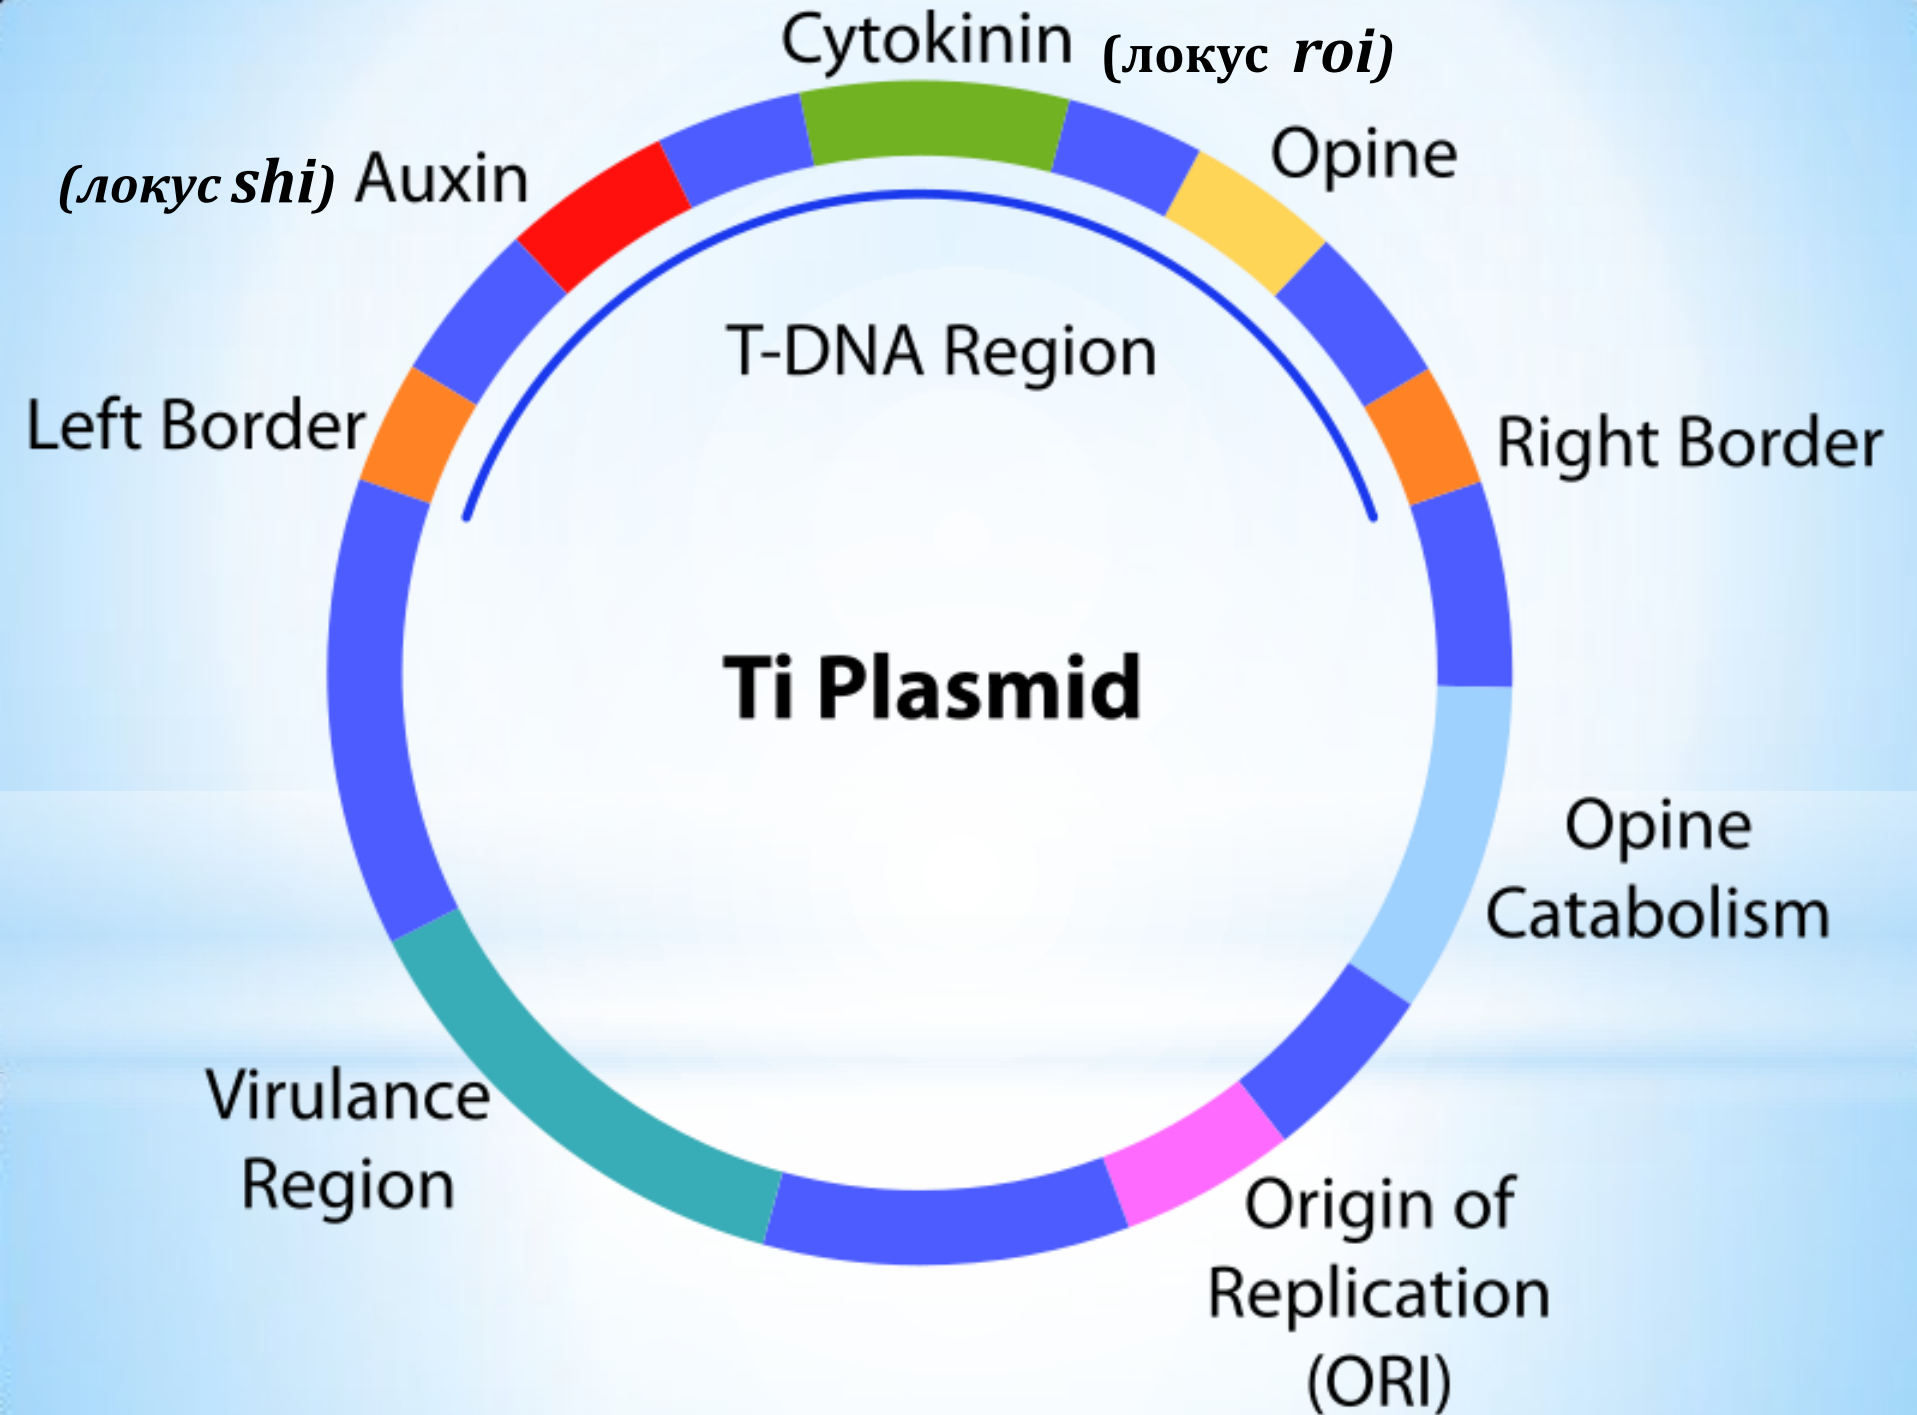 Cytokinin (локус roi)
Opine
(локус shi) Auxin
T-DNA Region
Left Border
Right Border
Ti Plasmid
Opine
Catabolism
Virulance
Region
Origin of
Replication
(ORI)